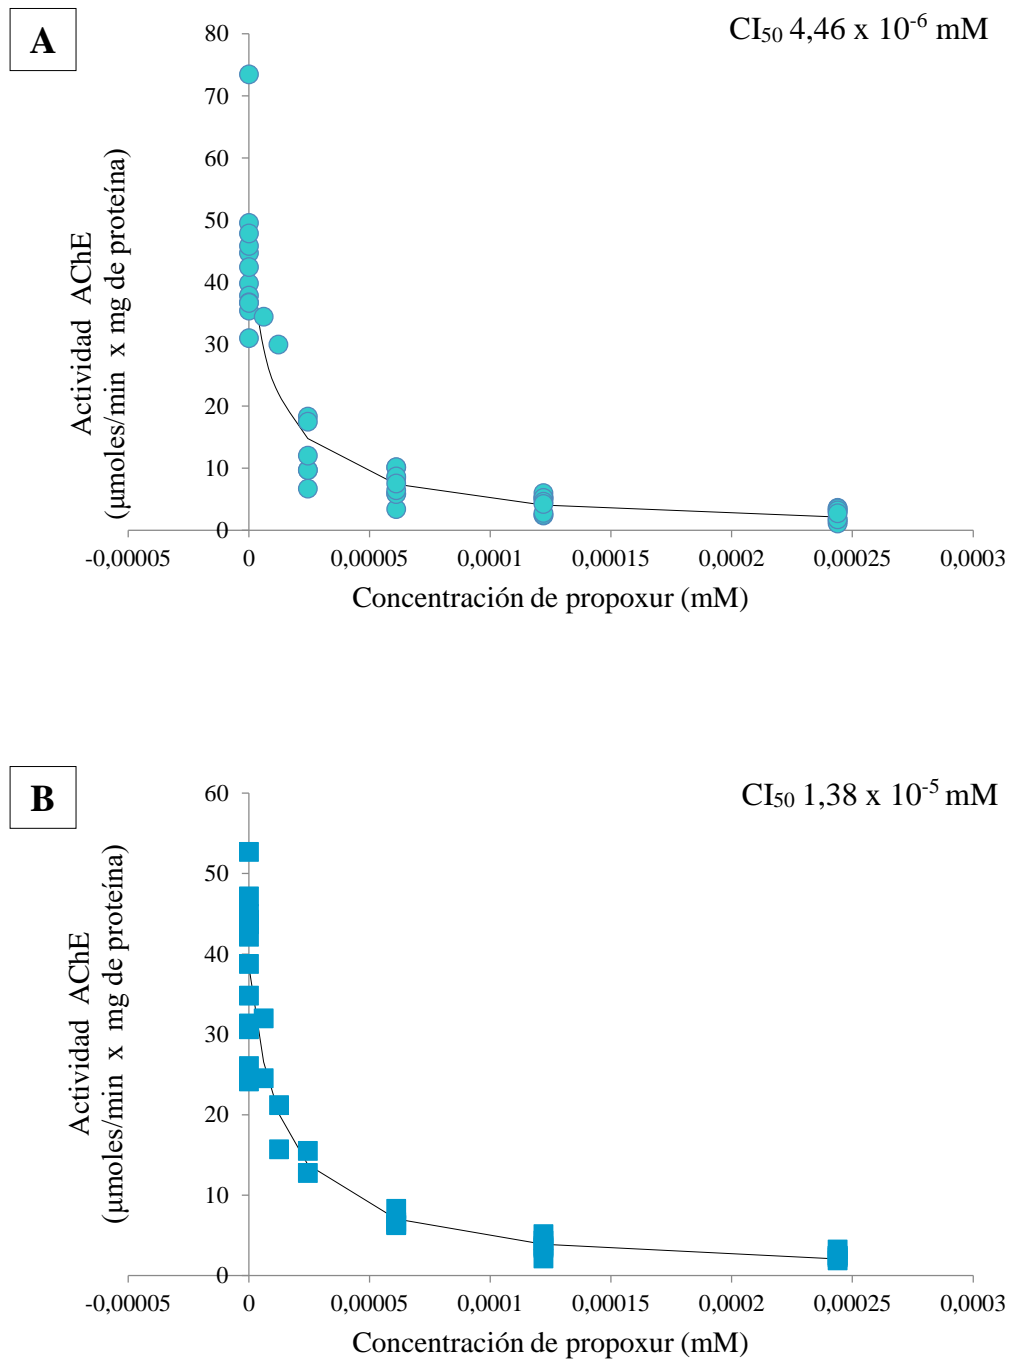 A
CI50 4,46 x 10-6 mM
80
70
60
50
40
30
20
10
0
Actividad AChE
(µmoles/min x mg de proteína)
-0,00005 0 0,00005 0,0001 0,00015 0,0002 0,00025 0,0003
Concentración de propoxur (mM)
B
CI50 1,38 x 10-5 mM
60
50
40
30
20
10
0
Actividad AChE
(µmoles/min x mg de proteína)
-0,00005 0 0,00005 0,0001 0,00015 0,0002 0,00025 0,0003
Concentración de propoxur (mM)